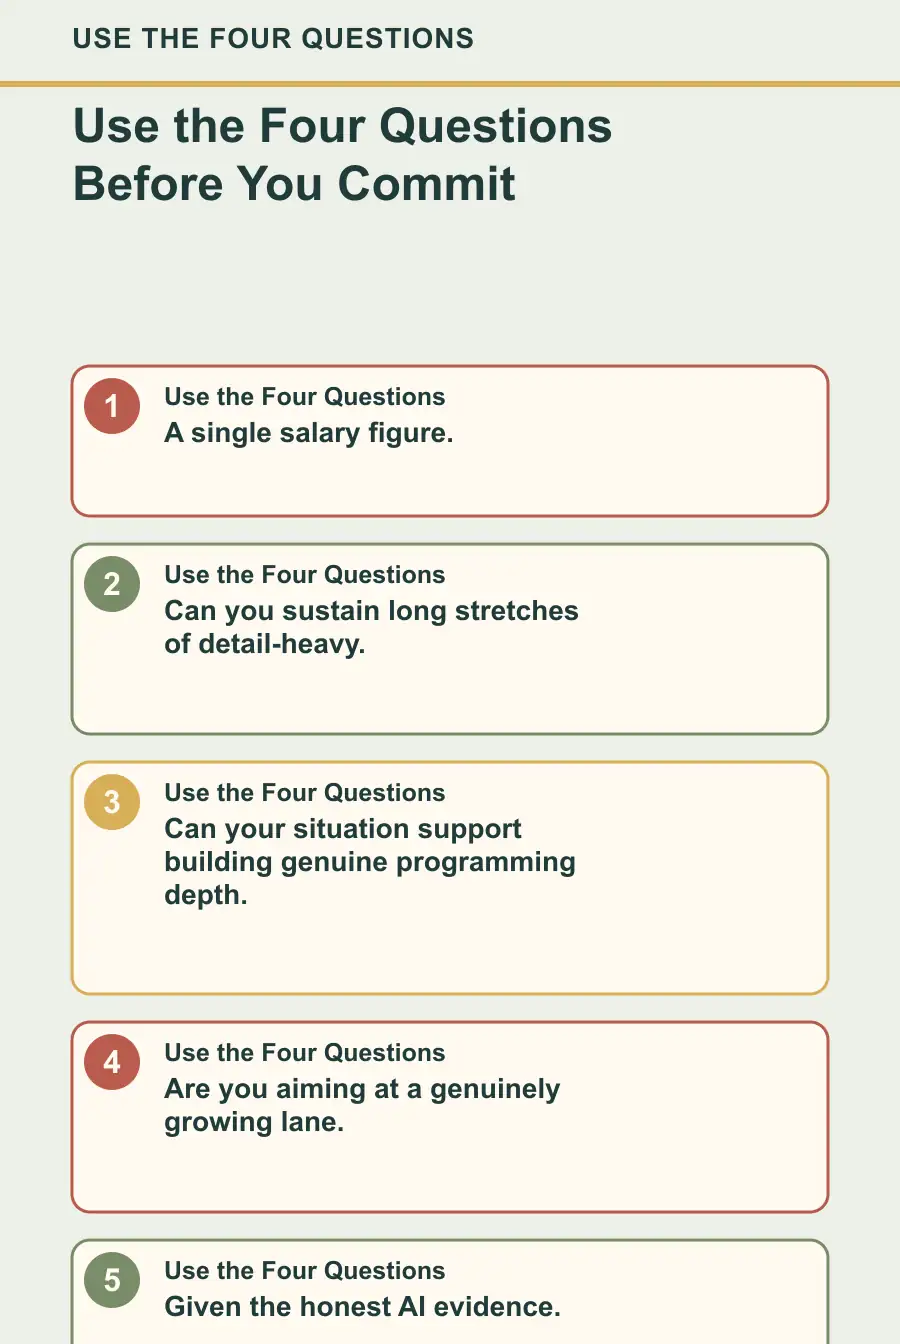 USE THE FOUR QUESTIONS
Use the Four Questions
Before You Commit
1
Use the Four Questions
A single salary figure.
2
Use the Four Questions
Can you sustain long stretches
of detail-heavy.
3
Use the Four Questions
Can your situation support
building genuine programming
depth.
4
Use the Four Questions
Are you aiming at a genuinely
growing lane.
5
Use the Four Questions
Given the honest AI evidence.